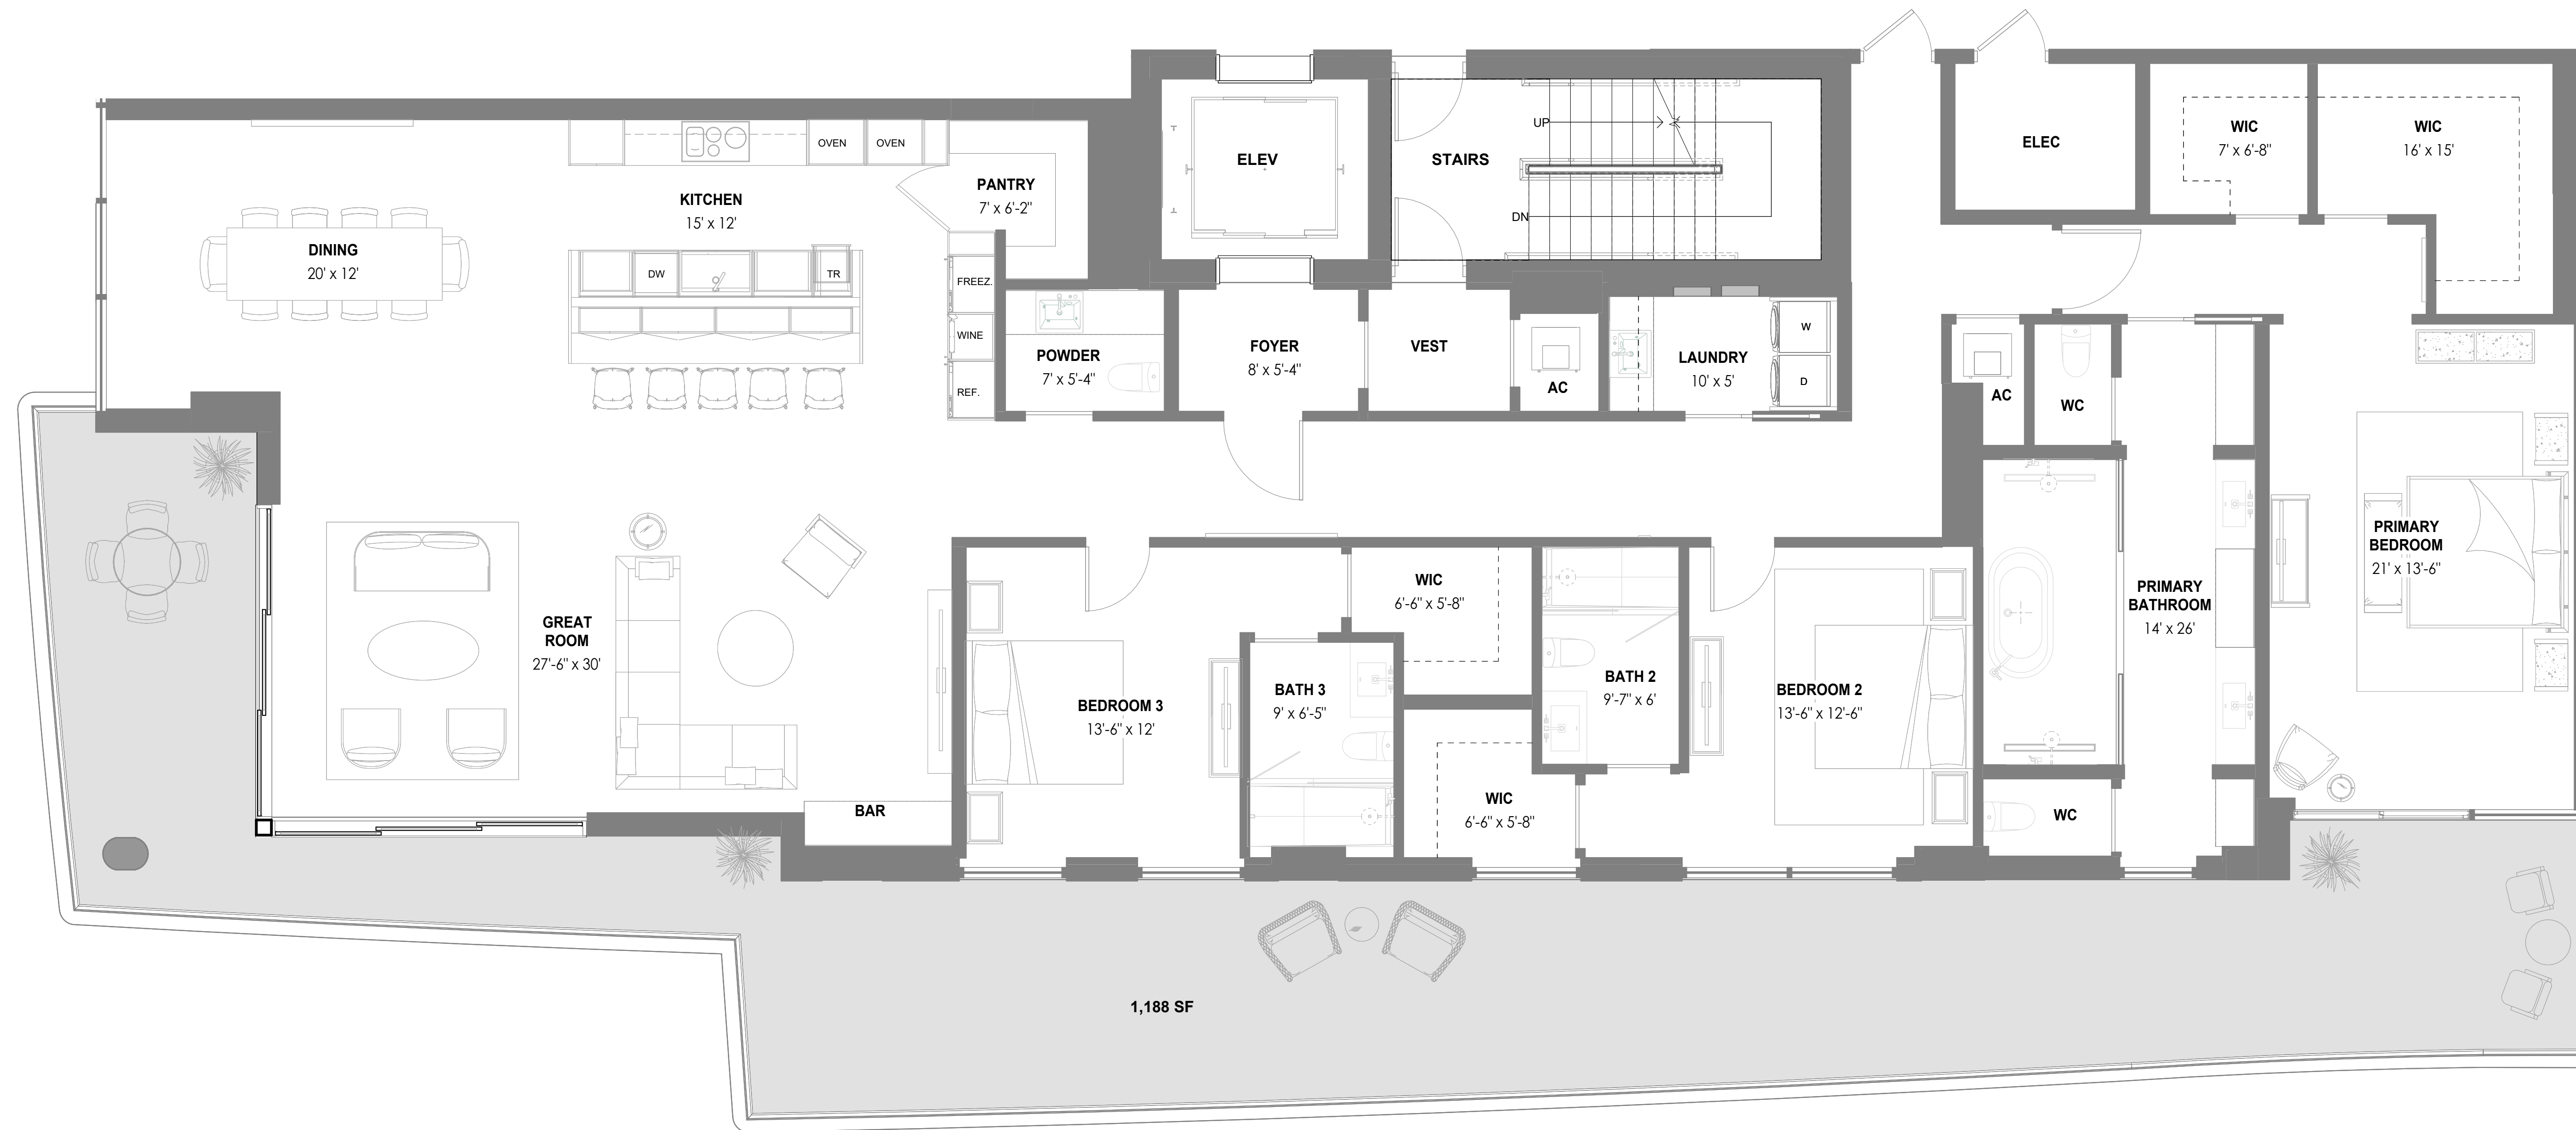 ELEV
STAIRS
UP
DN
ELEC
WIC
7' x 6'-8"
WIC
16' x 15'
OVEN
OVEN
KITCHEN
15' x 12'
PANTRY
7' x 6'-2"
DINING
20' x 12'
DW
TR
FREEZ.
WINE
REF.
POWDER
7' x 5'-4"
FOYER
8' x 5'-4"
VEST
AC
LAUNDRY
10' x 5'
W
D
AC
WC
GREAT
ROOM
27'-6" x 30'
BAR
BEDROOM 3
13'-6" x 12'
BATH 3
9' x 6'-5"
WIC
6'-6" x 5'-8"
WIC
6'-6" x 5'-8"
BATH 2
9'-7" x 6'
BEDROOM 2
13'-6" x 12'-6"
PRIMARY
BATHROOM
14' x 26'
WC
PRIMARY
BEDROOM
21' x 13'-6"
1,188 SF